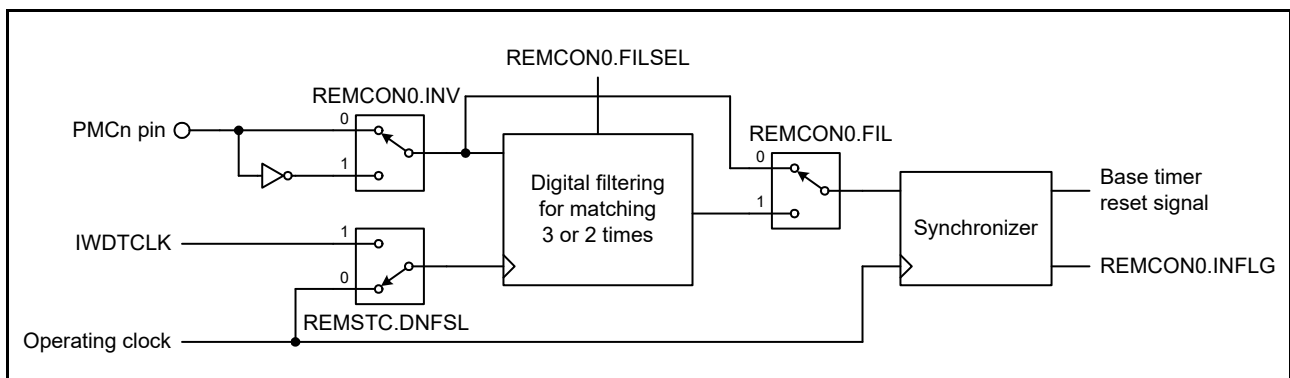 REMCON0.FILSEL
REMCON0.INV
PMCn pin
0
1
REMCON0.FIL
0
1
Digital filtering
for matching
3 or 2 times
Base timer
reset signal
Synchronizer
REMCON0.INFLG
IWDTCLK
1
0
REMSTC.DNFSL
Operating clock